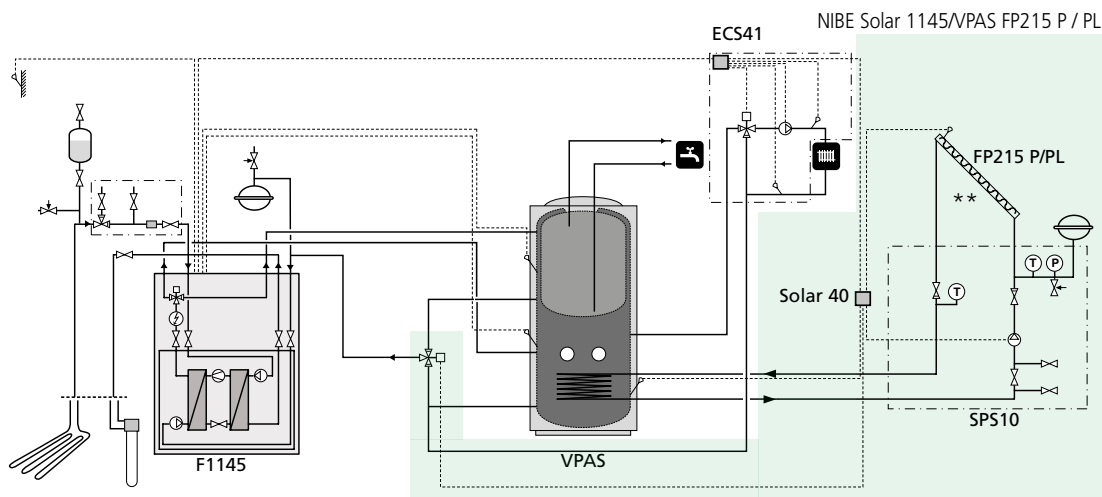 NIBE Solar 1145/VPAS FP215 P / PL
ECS41
FP215 P/PL
**
T
P
T
Solar 40
SPS10
VPAS
F1145